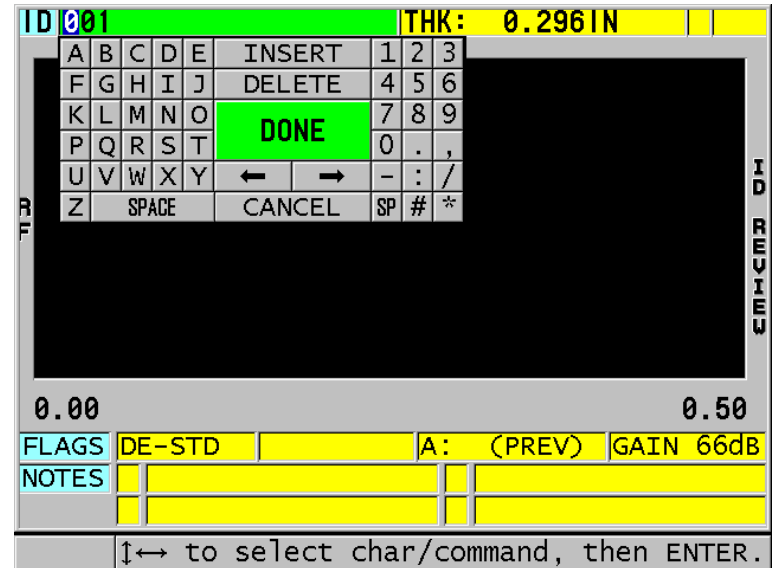 ID 001 THK: 0.296IN
A B C D E INSERT 1 2 3
F G H I J DELETE 4 5 6
K L M N O DONE 7 8 9
P Q R S T 0 . ,
U V W X Y ← → - : /
Z SPACE CANCEL SP # *
RF
ID REVIEW
0.00 0.50
FLAGS DE-STD A: (PREV) GAIN 66dB
NOTES
↕↔ to select char/command, then ENTER.